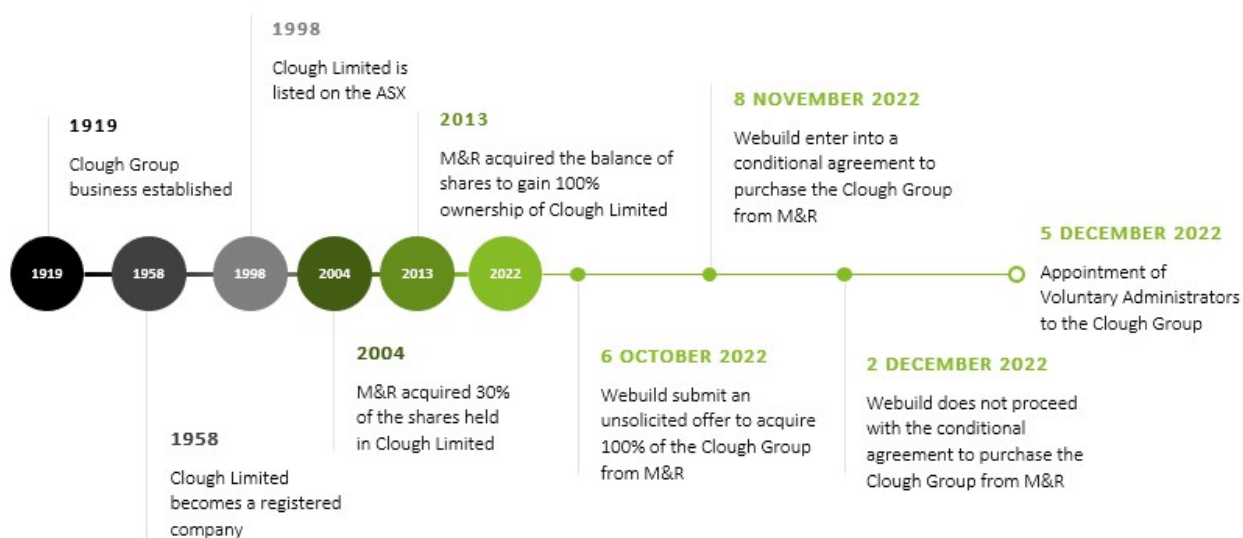 1998
Clough Limited is
listed on the ASX
1919
Clough Group
business established
2013
M&R acquired the balance of
shares to gain 100%
ownership of Clough Limited
8 NOVEMBER 2022
Webuild enter into a
conditional agreement to
purchase the Clough Group
from M&R
5 DECEMBER 2022
Appointment of
Voluntary Administrators
to the Clough Group
1919
1958
1998
2004
2013
2022
1958
Clough Limited
becomes a registered
company
2004
M&R acquired 30%
of the shares held
in Clough Limited
6 OCTOBER 2022
Webuild submit an
unsolicited offer to acquire
100% of the Clough Group
from M&R
2 DECEMBER 2022
Webuild does not proceed
with the conditional
agreement to purchase the
Clough Group from M&R